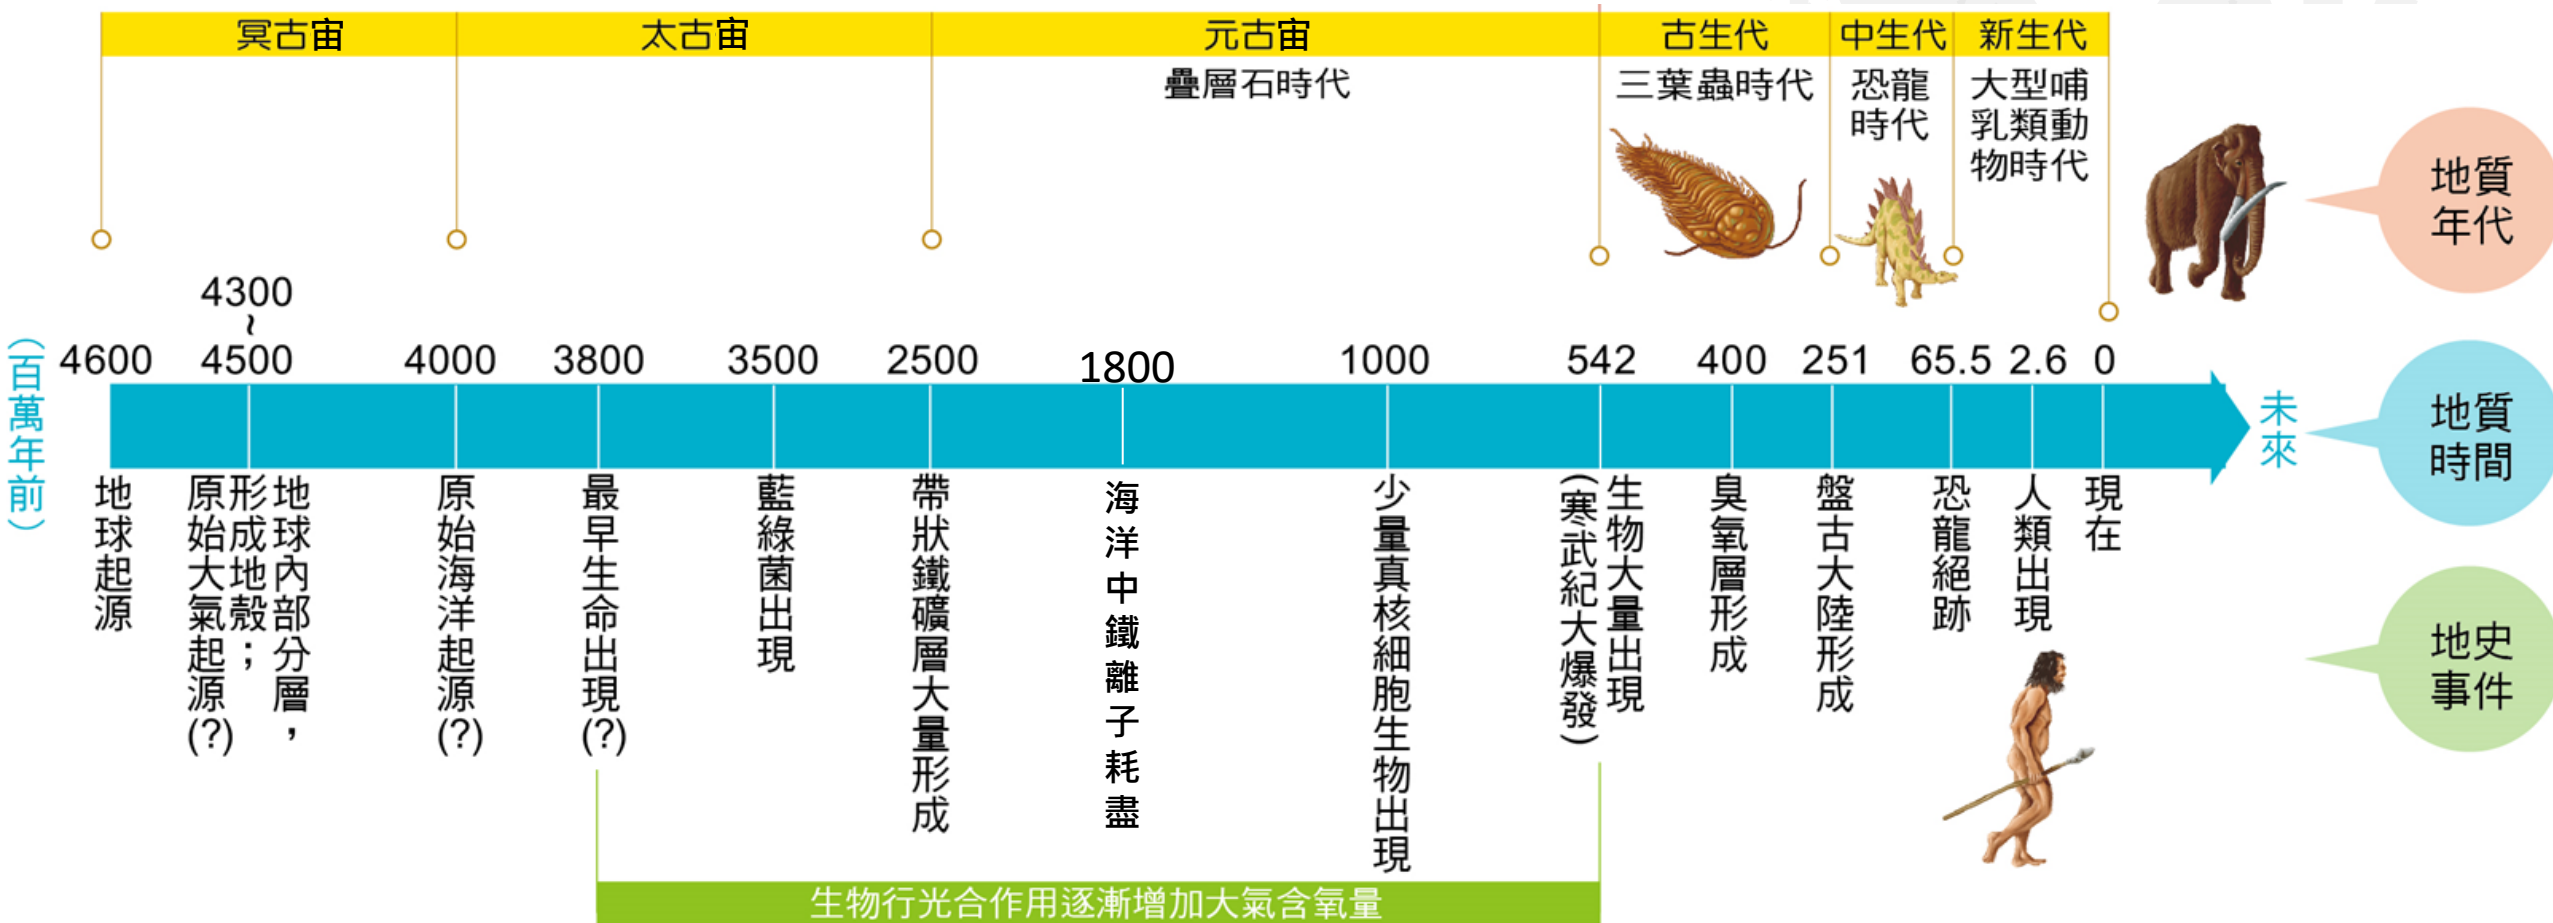 冥古宙
太古宙
元古宙
古生代
中生代
新生代
疊層石時代
三葉蟲時代
恐龍
時代
大型哺
乳類動
物時代
地質
年代
(百萬年前)
4600
4300
~
4500
4000
3800
3500
2500
1800
1000
542
400
251
65.5
2.6
0
未來
地質
時間
地球起源
地球內部分層，
形成地殼；
原始大氣起源(?)
原始海洋起源(?)
最早生命出現(?)
藍綠菌出現
帶狀鐵礦層大量形成
海洋中鐵離子耗盡
少量真核細胞生物出現
生物大量出現
(寒武紀大爆發)
臭氧層形成
盤古大陸形成
恐龍絕跡
人類出現
現在
地史
事件
生物行光合作用逐漸增加大氣含氧量